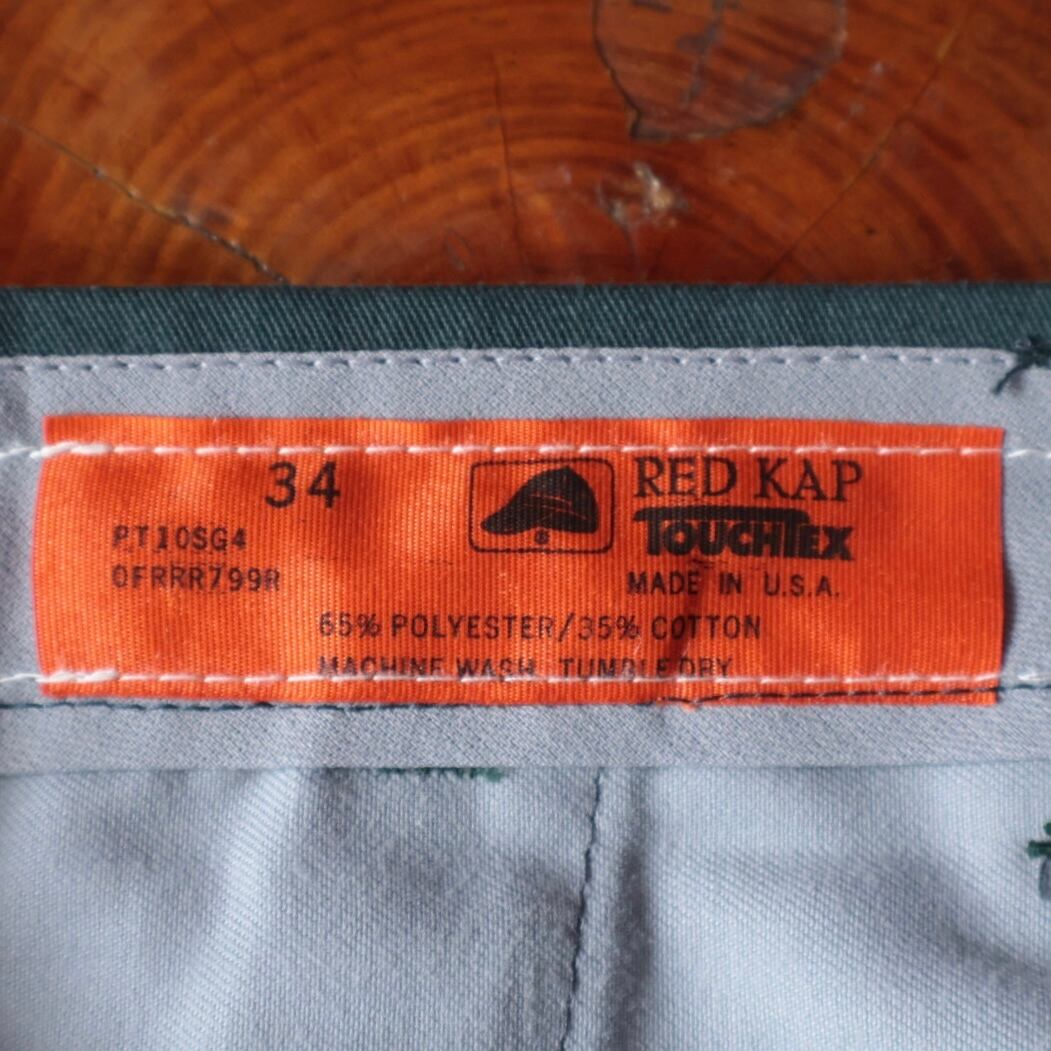 34
RED KAP
PT10SG4
TOUCHTEX
0FRRR799R
MADE IN U.S.A.
65% POLYESTER/35% COTTON
MACHINE WASH TUMBLE DRY